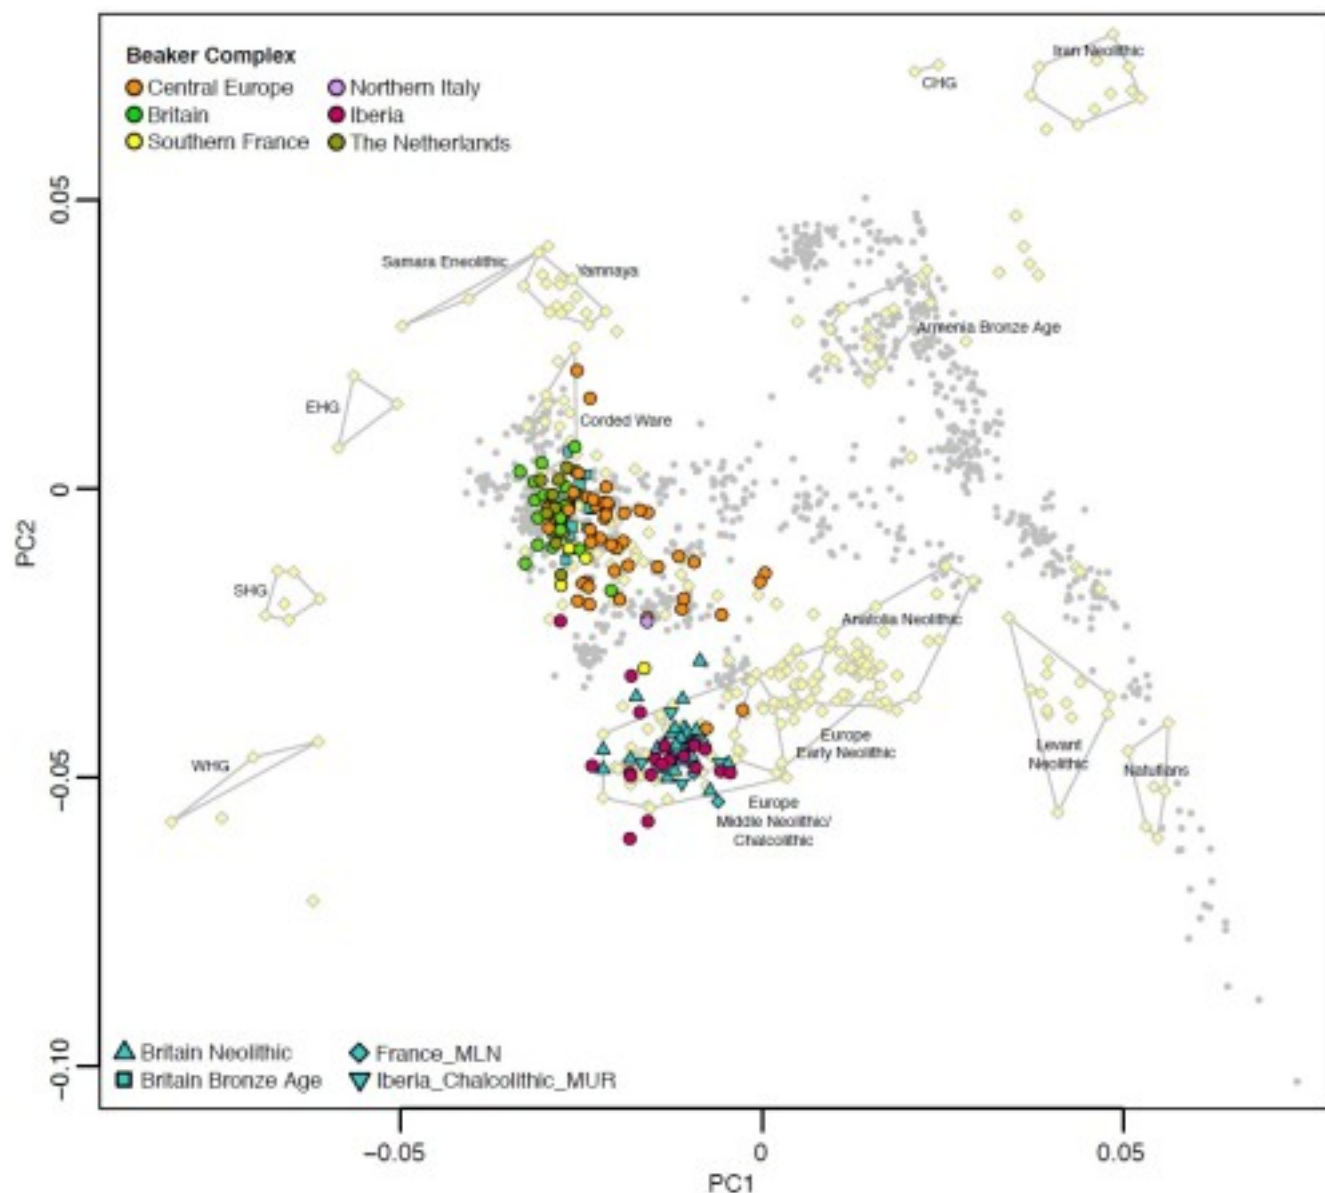 Beaker Complex
Central Europe
Northern Italy
Britain
Iberia
Southern France
The Netherlands
Iran Neolithic
CHG
Samara Eneolithic
Yamnaya
Armenia Bronze Age
EHG
Corded Ware
SHG
Anatolia Neolithic
WHG
Europe
Early Neolithic
Levant
Neolithic
Natufians
Europe
Middle Neolithic/
Chalcolithic
Britain Neolithic
France_MLN
Britain Bronze Age
Iberia_Chalcolithic_MUR
PC2
0.05
0
−0.05
−0.10
−0.05
0
0.05
PC1